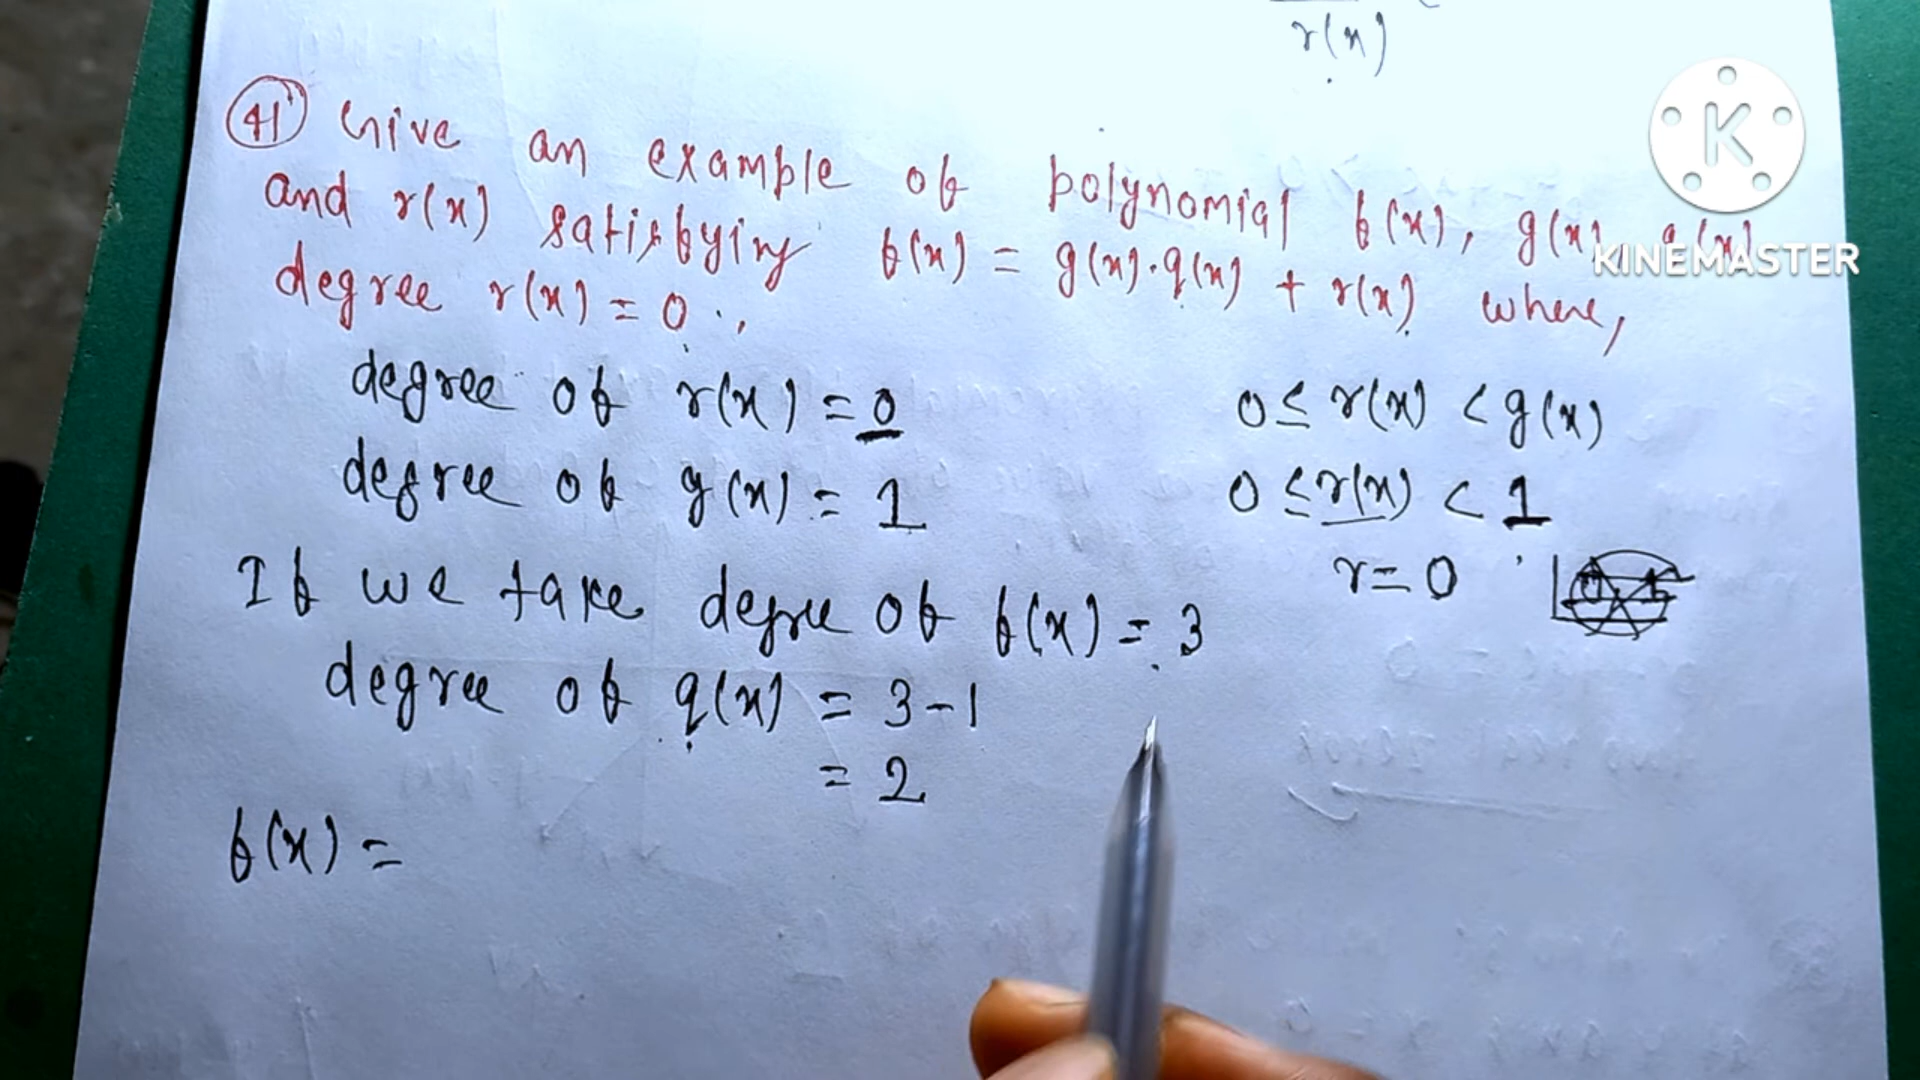 r(x)
41 Give an example of polynomial f(x), g(x), q(x)
and r(x) satisfying f(x) = g(x).q(x) + r(x) where,
degree r(x) = 0.
degree of r(x) = 0
0 ≤ r(x) < g(x)
degree of g(x) = 1
0 ≤ r(x) < 1
r = 0
If we take degree of f(x) = 3
degree of q(x) = 3-1
= 2
f(x) =
K
KINEMASTER